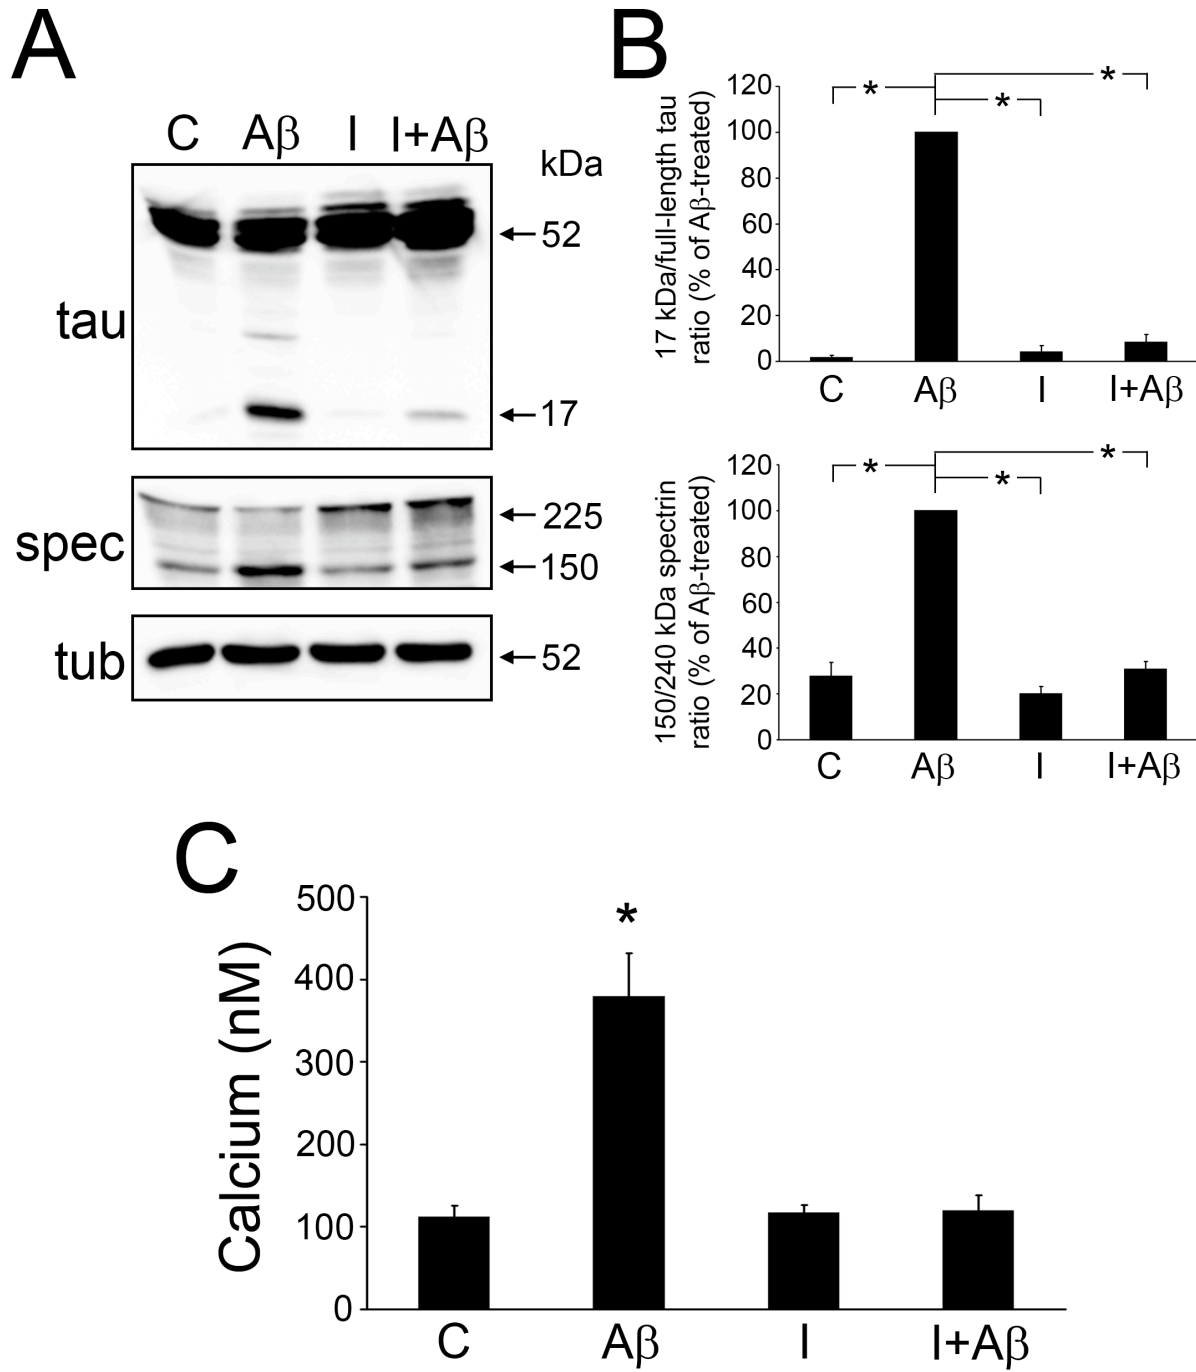 A
C Aβ I I+Aβ
kDa
tau
52
17
spec
225
150
tub
52
B
17 kDa/full-length tau
ratio (% of Aβ-treated)
120
100
80
60
40
20
0
* * *
C Aβ I I+Aβ
150/240 kDa spectrin
ratio (% of Aβ-treated)
120
100
80
60
40
20
0
* * *
C Aβ I I+Aβ
C
Calcium (nM)
500
400
300
200
100
0
*
C Aβ I I+Aβ